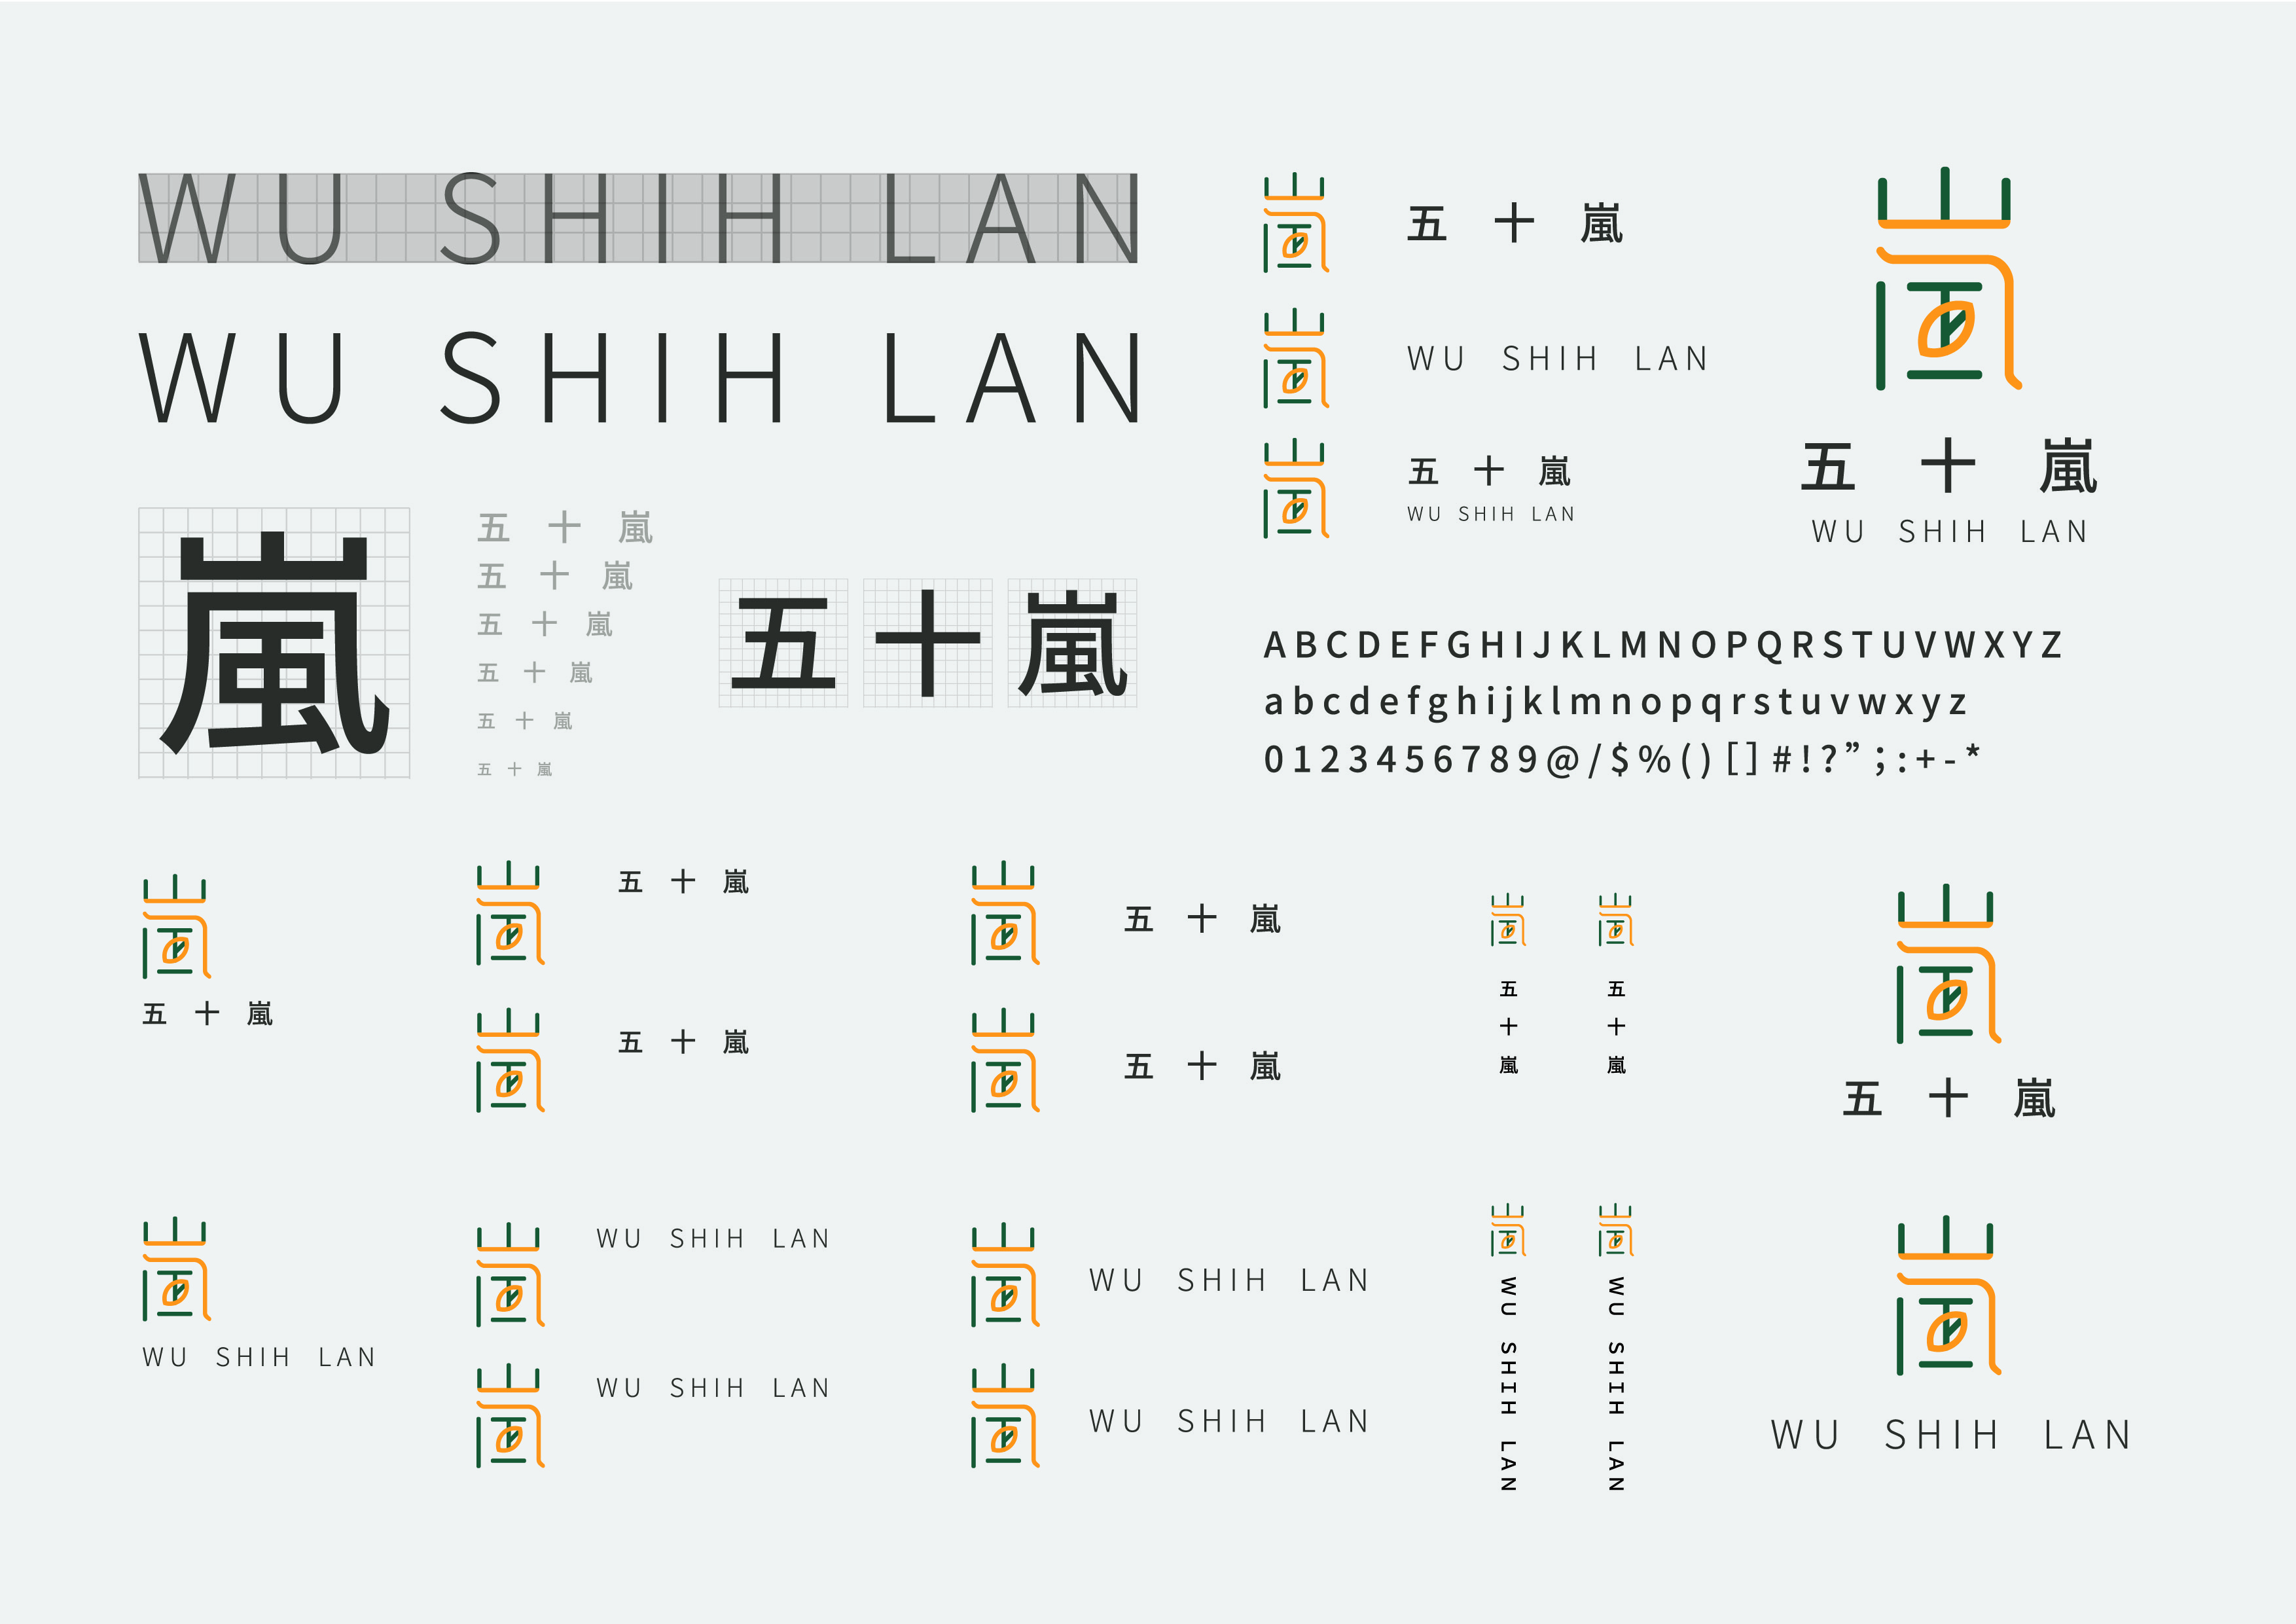 WU SHIH LAN
WU SHIH LAN
嵐
五 十 嵐
五 十 嵐
五 十 嵐
五 十 嵐
五 十 嵐
五 十 嵐
五 十 嵐
五 十 嵐
WU SHIH LAN
五 十 嵐
WU SHIH LAN
五 十 嵐
WU SHIH LAN
ABCDEFGHIJKLMNOPQRSTUVWXYZ
abcdefghijklmnopqrstuvwxyz
0123456789@/$%()[]#!?”;:+-*
五 十 嵐
五 十 嵐
五 十 嵐
五 十 嵐
五 十 嵐
五 十 嵐
五 十 嵐
五 十 嵐
WU SHIH LAN
WU SHIH LAN
WU SHIH LAN
WU SHIH LAN
WU SHIH LAN
WU SHIH LAN
WU SHIH LAN
WU SHIH LAN